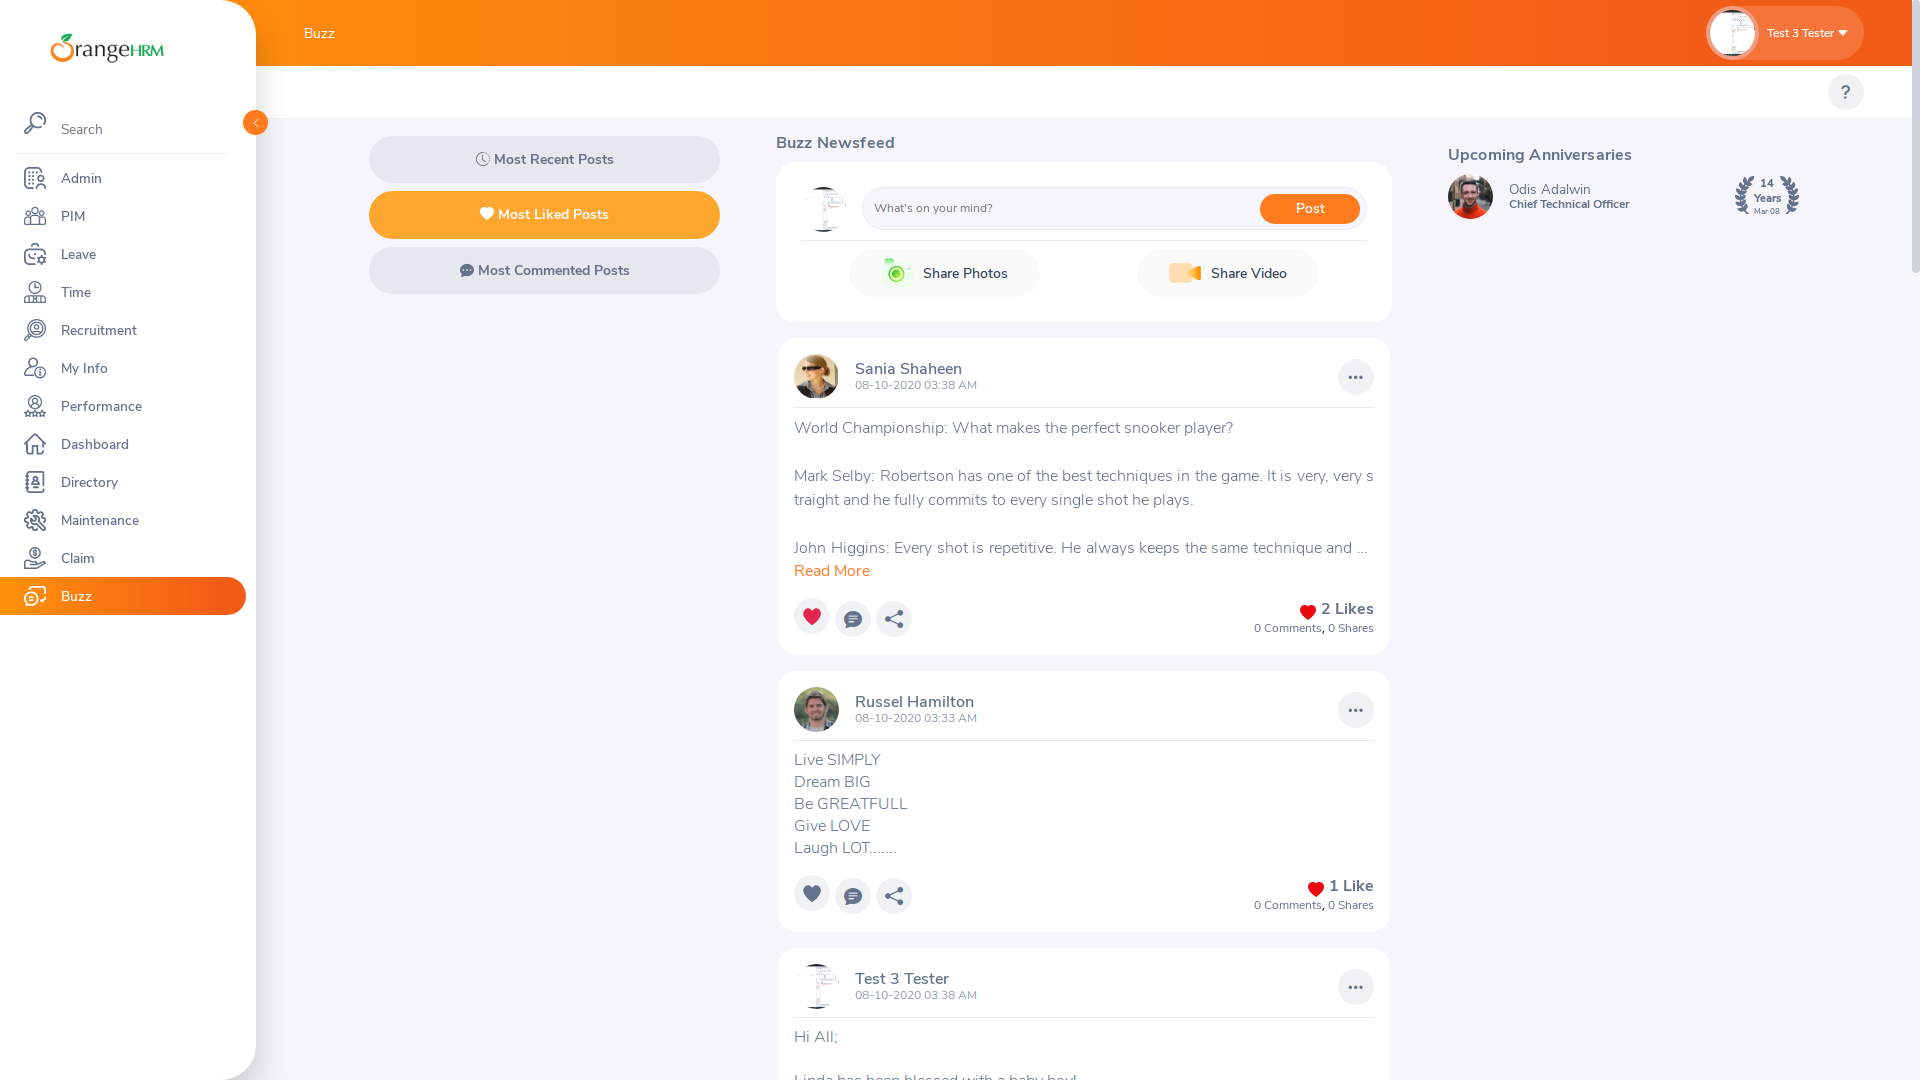 OrangeHRM
Search
Admin
PIM
Leave
Time
Recruitment
My Info
Performance
Dashboard
Directory
Maintenance
Claim
Buzz
Buzz
Test 3 Tester
?
Most Recent Posts
Most Liked Posts
Most Commented Posts
Buzz Newsfeed
What's on your mind?
Post
Share Photos
Share Video
Sania Shaheen
08-10-2020 03:38 AM
World Championship: What makes the perfect snooker player?
Mark Selby: Robertson has one of the best techniques in the game. It is very, very s
traight and he fully commits to every single shot he plays.
John Higgins: Every shot is repetitive. He always keeps the same technique and ...
Read More
2 Likes
0 Comments, 0 Shares
Russel Hamilton
08-10-2020 03:33 AM
Live SIMPLY
Dream BIG
Be GREATFULL
Give LOVE
Laugh LOT.......
1 Like
0 Comments, 0 Shares
Test 3 Tester
08-10-2020 03:38 AM
Hi All;
Linda has been blessed with a baby boy!
Upcoming Anniversaries
Odis Adalwin
Chief Technical Officer
14
Years
Mar 08